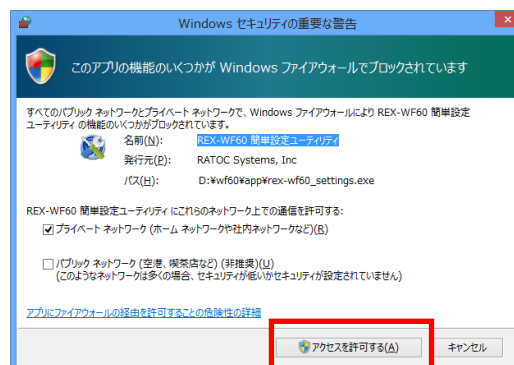 Windows セキュリティの重要な警告
このアプリの機能のいくつかが Windows ファイアウォールでブロックされています
すべてのパブリック ネットワークとプライベート ネットワークで、Windows ファイアウォールにより REX-WF60 簡単設定
ユーティリティ の機能のいくつかがブロックされています。
名前(N): REX-WF60 簡単設定ユーティリティ
発行元(P): RATOC Systems, Inc
パス(H): D:¥wf60¥app¥rex-wf60_settings.exe
REX-WF60 簡単設定ユーティリティ にこれらのネットワーク上での通信を許可する:
プライベート ネットワーク (ホーム ネットワークや社内ネットワークなど)(R)
パブリック ネットワーク (空港、喫茶店など) (非推奨)(U)
(このようなネットワークは多くの場合、セキュリティが低いかセキュリティが設定されていません)
アプリにファイアウォールの経由を許可することの危険性の詳細
アクセスを許可する(A) キャンセル